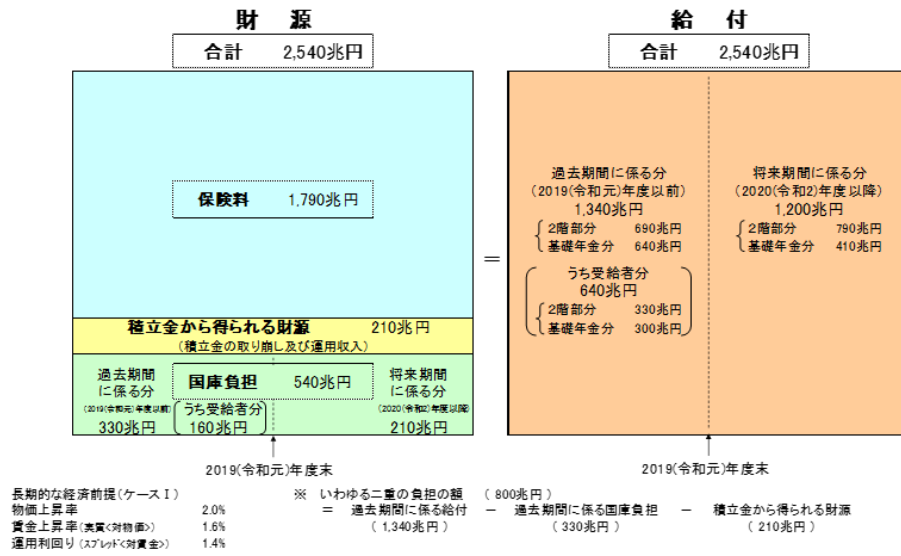 財　源
合計　2,540兆円
保険料　1,790兆円
積立金から得られる財源　210兆円
(積立金の取り崩し及び運用収入)
国庫負担　540兆円
過去期間
に係る分
(2019(令和元)年度以前)
330兆円
うち受給者分
160兆円
将来期間
に係る分
(2020(令和2)年度以降)
210兆円
2019(令和元)年度末
=
給　付
合計　2,540兆円
過去期間に係る分
(2019(令和元)年度以前)
1,340兆円
2階部分　690兆円
基礎年金分　640兆円
うち受給者分
640兆円
2階部分　330兆円
基礎年金分　300兆円
将来期間に係る分
(2020(令和2)年度以降)
1,200兆円
2階部分　790兆円
基礎年金分　410兆円
2019(令和元)年度末
長期的な経済前提(ケースⅠ)
物価上昇率　2.0%
賃金上昇率(実質<対物価>)　1.6%
運用利回り(スプレッド<対賃金>)　1.4%
※　いわゆる二重の負担の額　(800兆円)
=　過去期間に係る給付　－　過去期間に係る国庫負担　－　積立金から得られる財源
(1,340兆円)　(330兆円)　(210兆円)